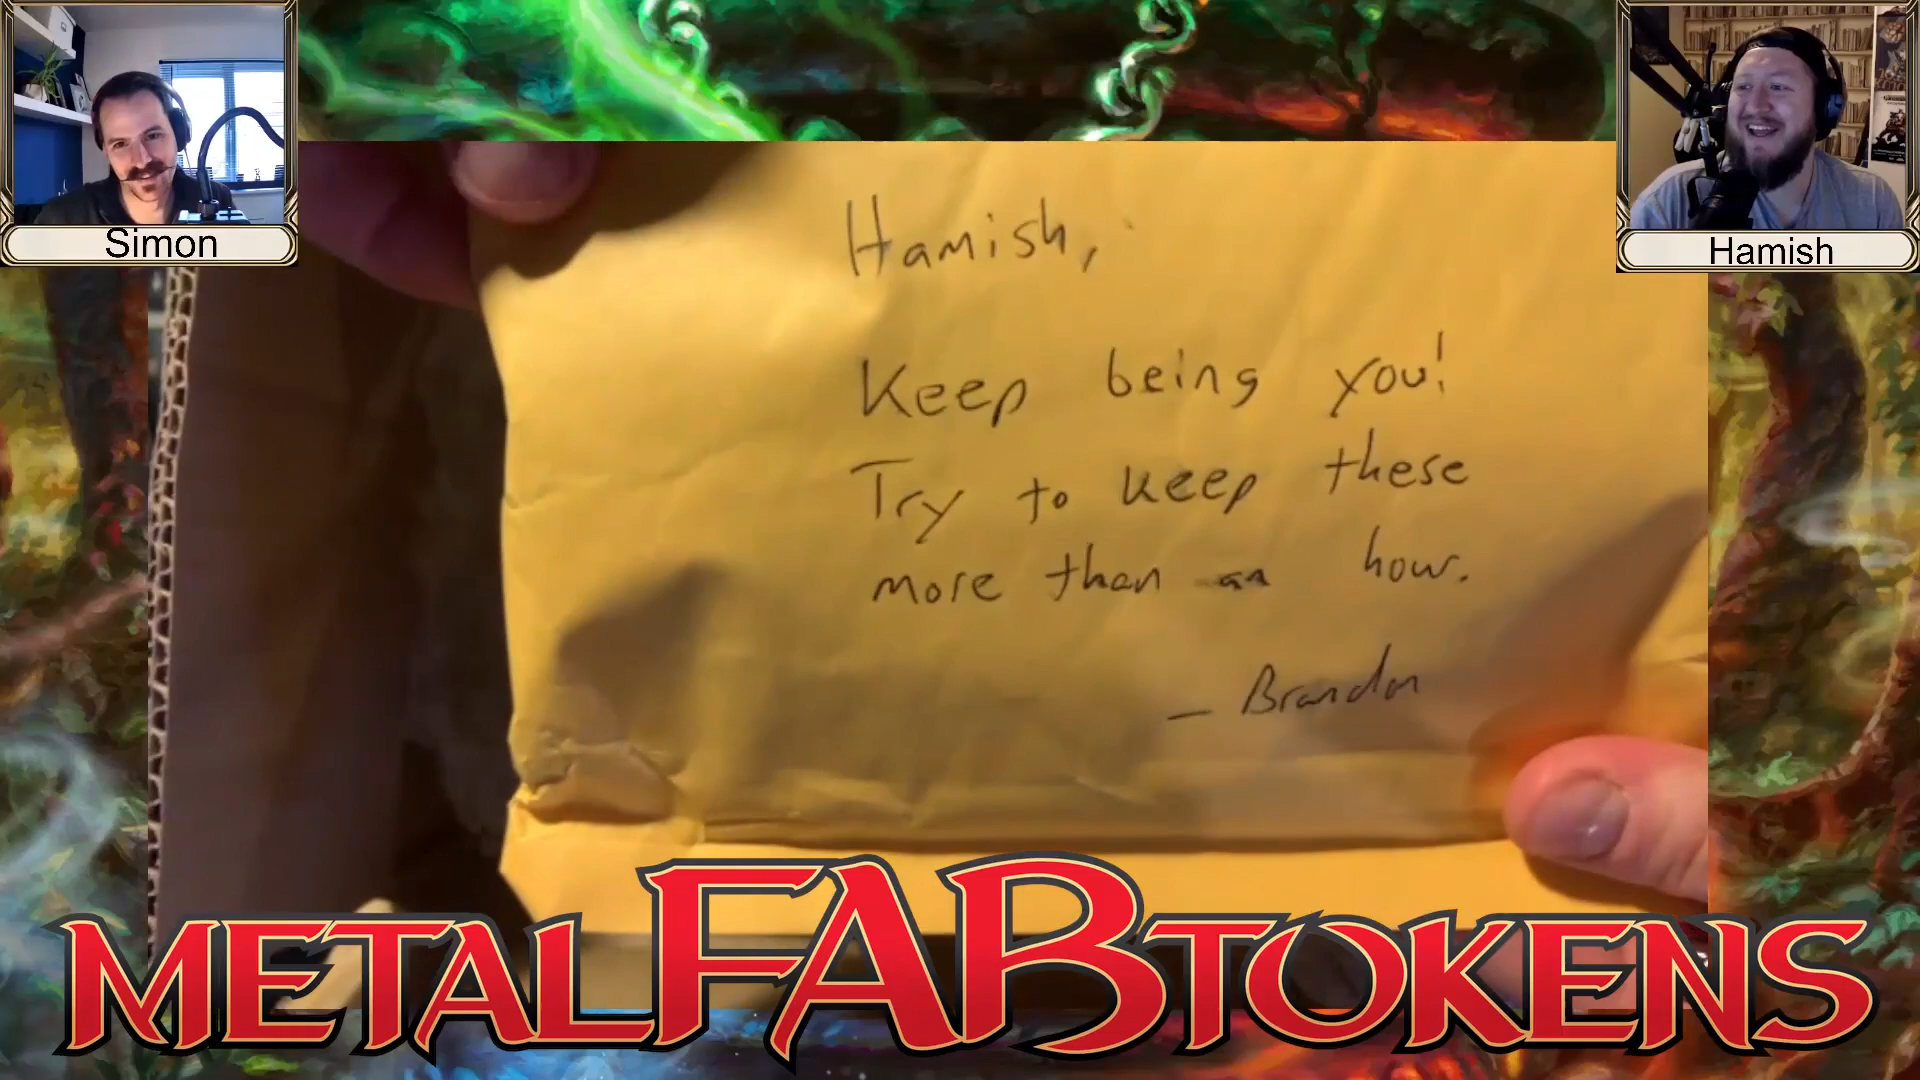 Simon
Hamish
Hamish,
Keep being you!
Try to keep these
more than an hour.
- Brandon
METALFABTOKENS